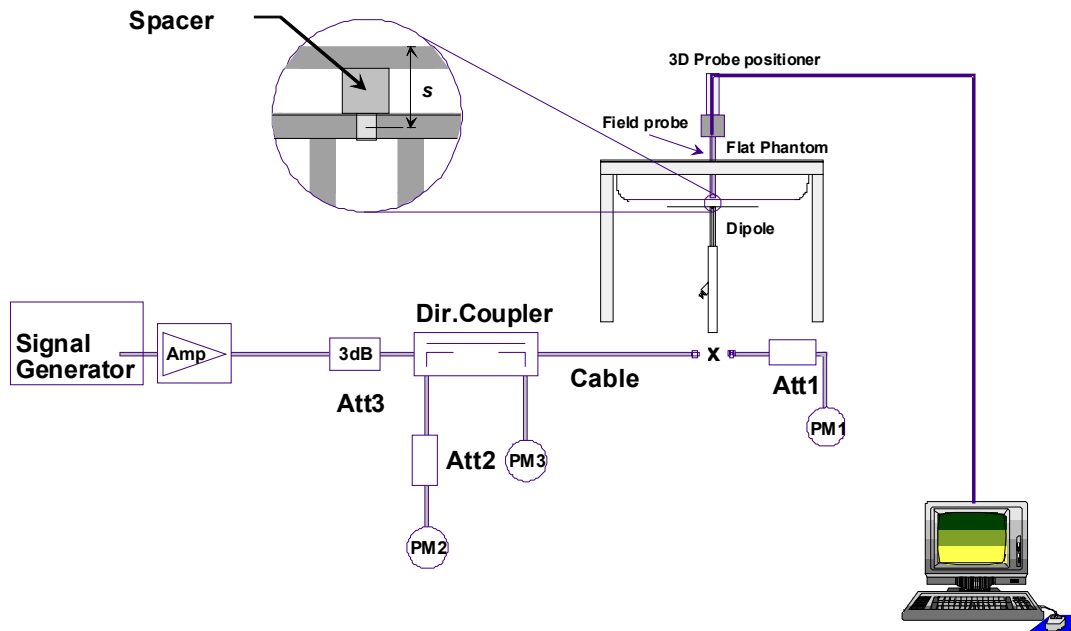 Spacer
s
3D Probe positioner
Field probe
Flat Phantom
Dipole
Signal
Generator
Amp
3dB
Att3
Dir.Coupler
Cable
x
Att1
PM1
Att2
PM3
PM2